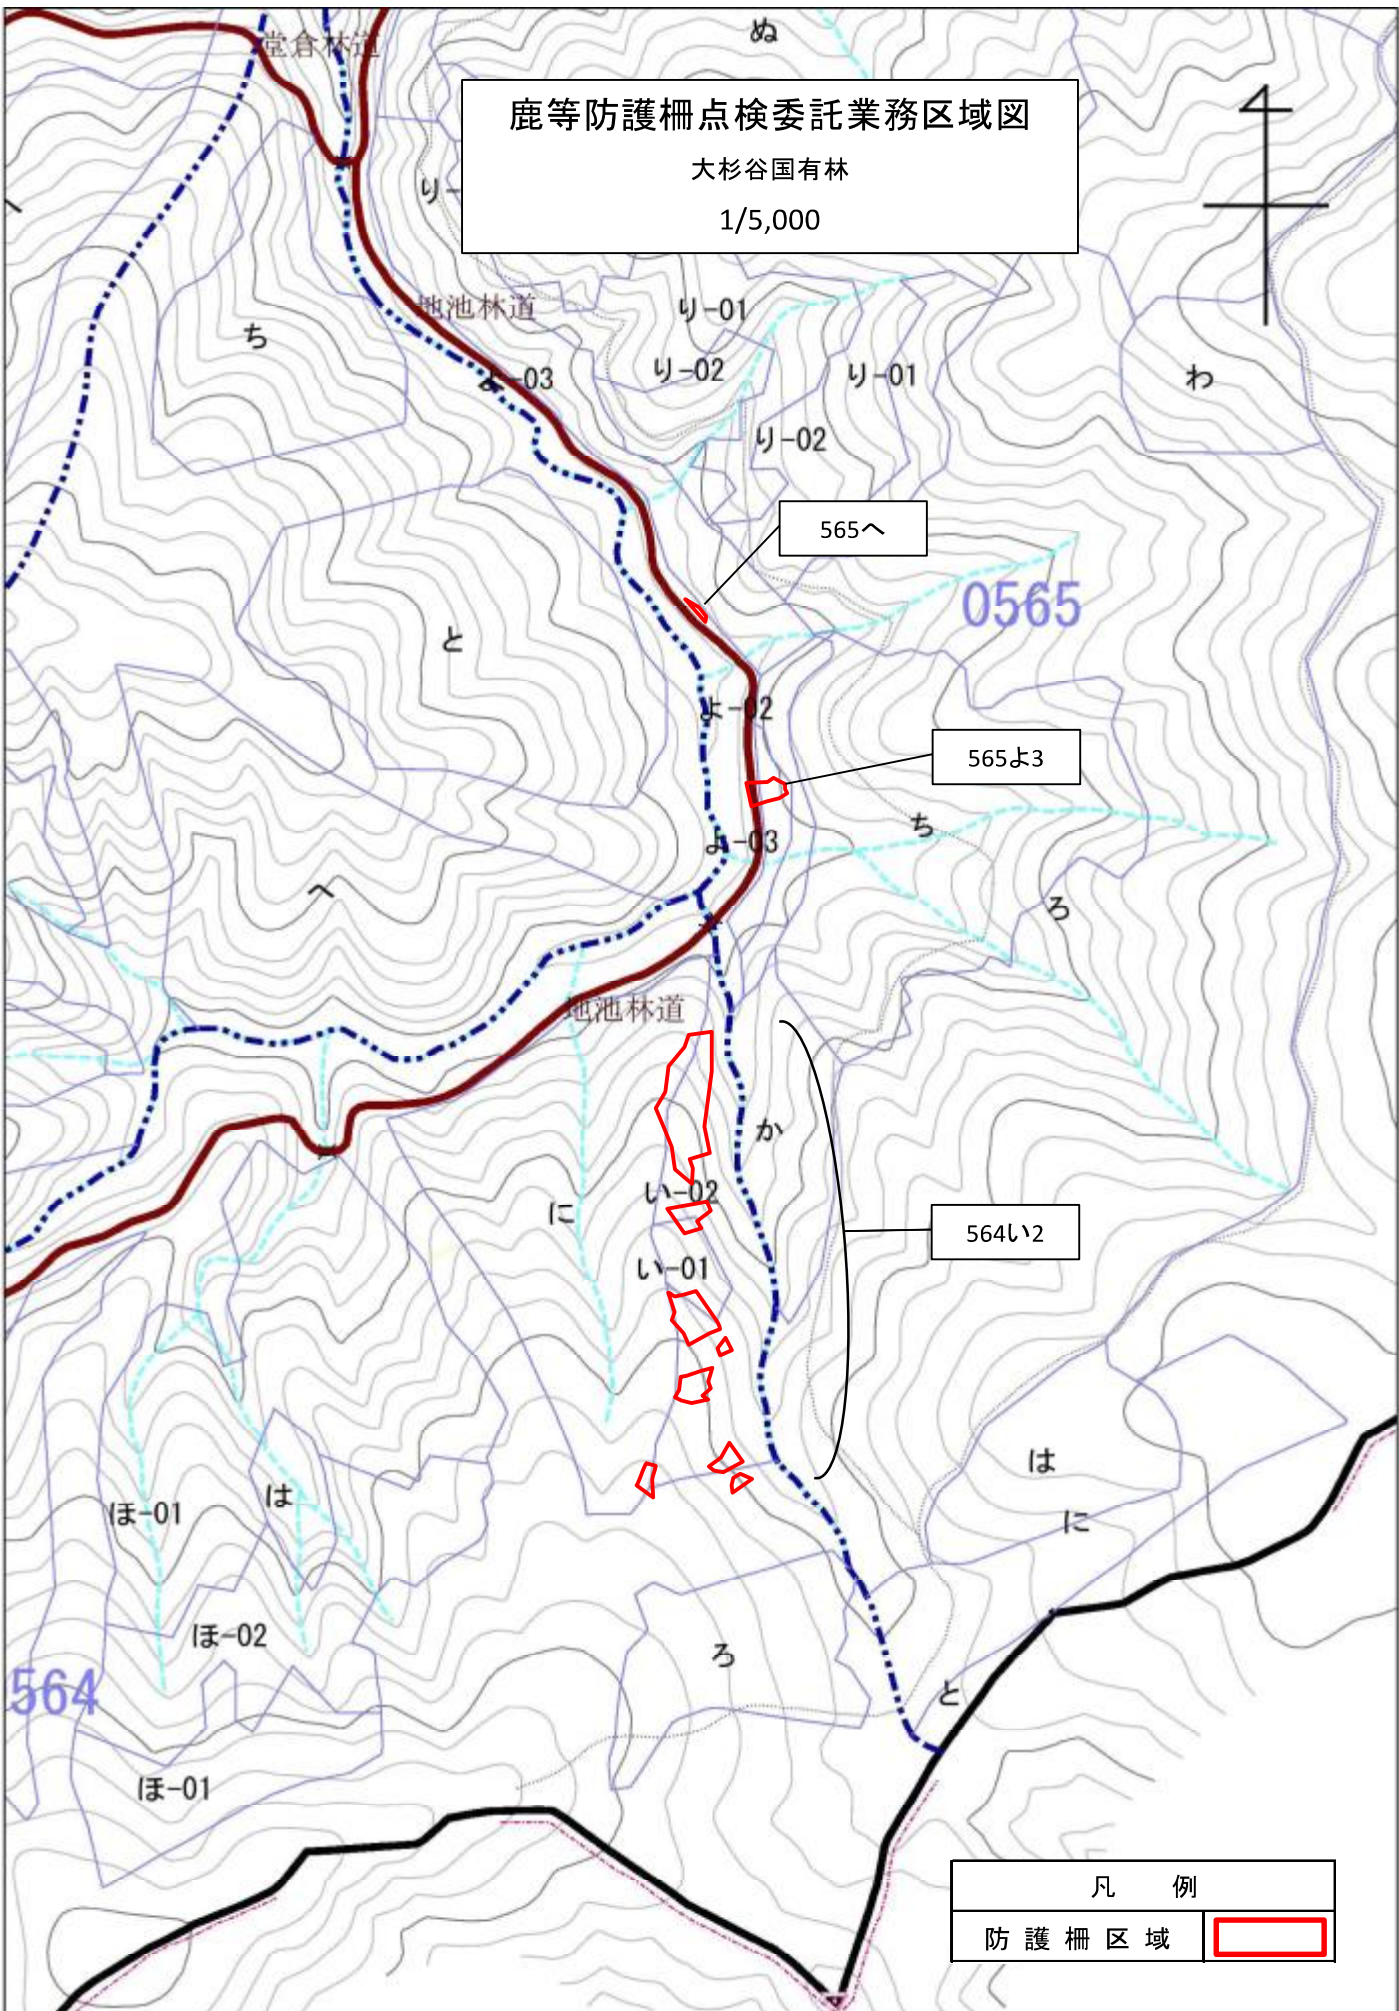 堂倉林道
ぬ
鹿等防護柵点検委託業務区域図
大杉谷国有林
1/5,000
り-
へ
地池林道
り-01
ち
り-02
り-01
よ-03
わ
り-02
565へ
0565
と
よ-02
565よ3
ち
よ-03
へ
ろ
地池林道
か
い-02
に
564い2
い-01
は
は
ほ-01
に
ほ-02
ろ
564
と
ほ-01
凡 例
防護柵区域